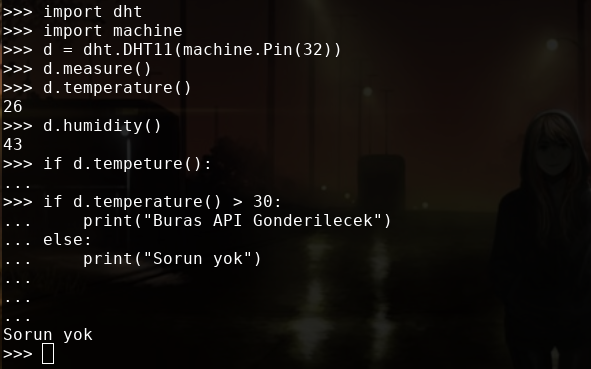 >>> import dht
>>> import machine
>>> d = dht.DHT11(machine.Pin(32))
>>> d.measure()
>>> d.temperature()
26
>>> d.humidity()
43
>>> if d.tempeture():
...
>>> if d.temperature() > 30:
...     print("Buras API Gonderilecek")
... else:
...     print("Sorun yok")
...
...
...
Sorun yok
>>>